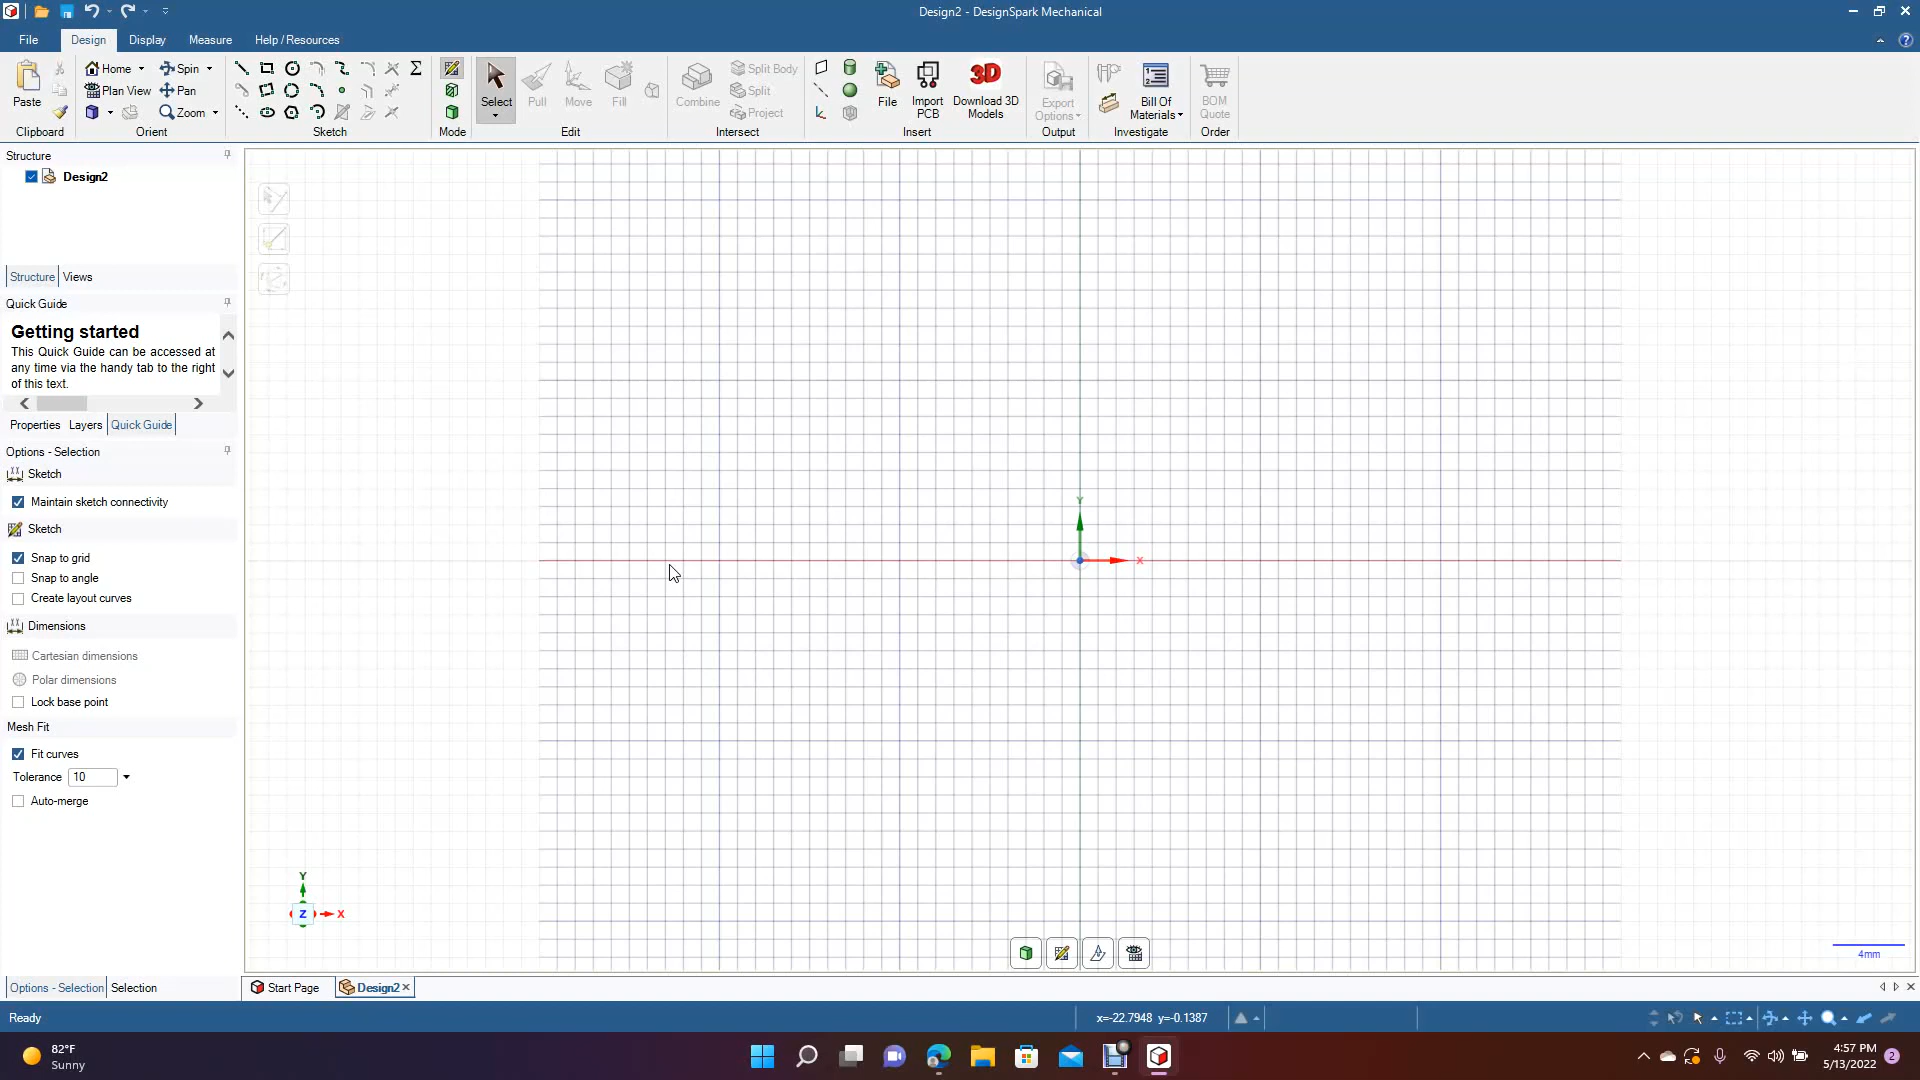 Design2 - DesignSpark Mechanical
File
Design
Display
Measure
Help / Resources
Paste
Clipboard
Home
Plan View
Spin
Pan
Zoom
Orient
Sketch
Mode
Select
Pull
Move
Fill
Edit
Combine
Split Body
Split
Project
Intersect
File
Import
PCB
Download 3D
Models
3D
Insert
Export
Options
Output
Bill Of
Materials
Investigate
BOM
Quote
Order
Structure
Design2
Structure
Views
Quick Guide
Getting started
This Quick Guide can be accessed at
any time via the handy tab to the right
of this text.
Properties
Layers
Quick Guide
Options - Selection
Sketch
Maintain sketch connectivity
Sketch
Snap to grid
Snap to angle
Create layout curves
Dimensions
Cartesian dimensions
Polar dimensions
Lock base point
Mesh Fit
Fit curves
Tolerance 10
Auto-merge
Y
X
Y
Z
X
4mm
Options - Selection
Selection
Start Page
Design2
Ready
x=-22.7948 y=-0.1387
82°F
Sunny
4:57 PM
5/13/2022
2